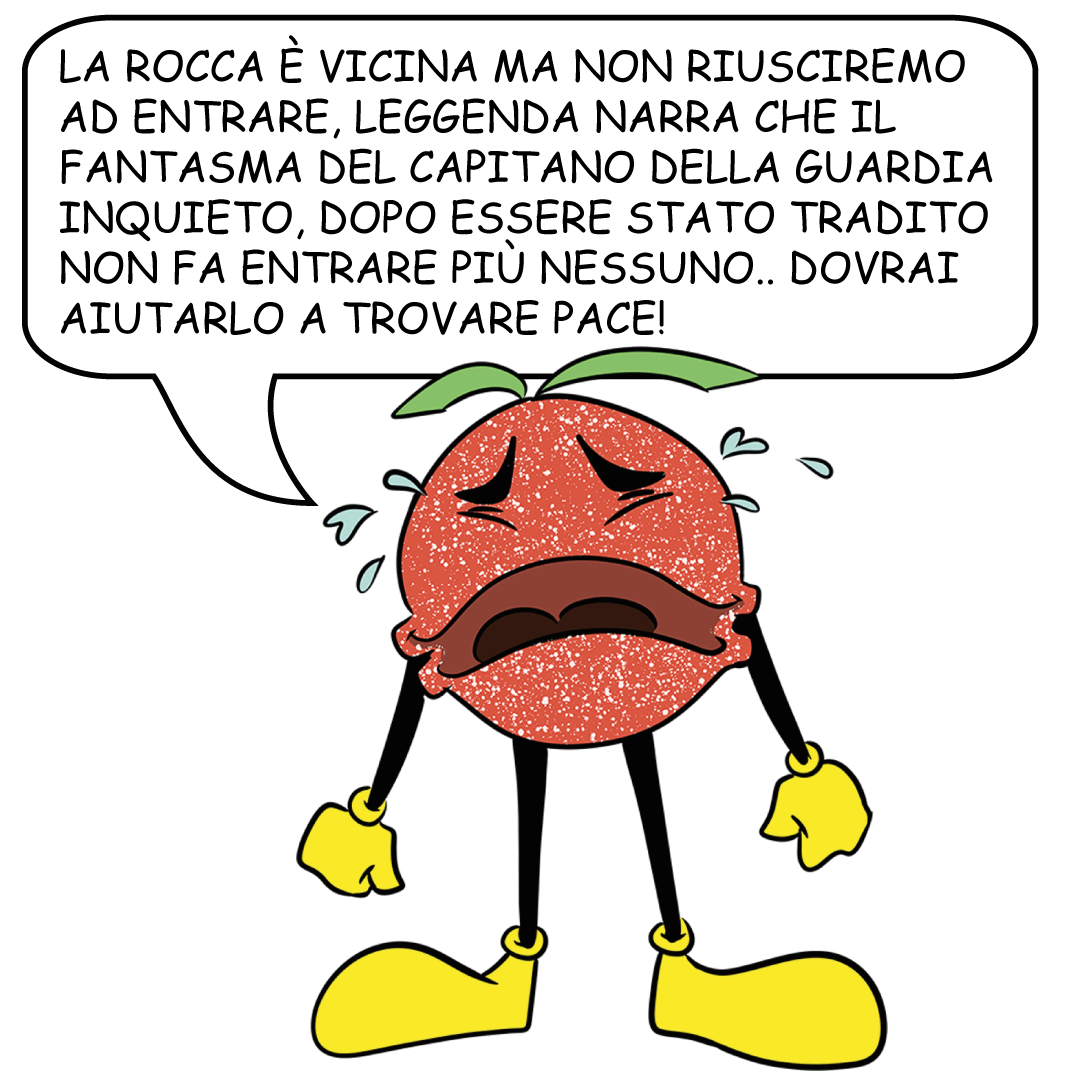 LA ROCCA È VICINA MA NON RIUSCIREMO
AD ENTRARE, LEGGENDA NARRA CHE IL
FANTASMA DEL CAPITANO DELLA GUARDIA
INQUIETO, DOPO ESSERE STATO TRADITO
NON FA ENTRARE PIÙ NESSUNO.. DOVRAI
AIUTARLO A TROVARE PACE!